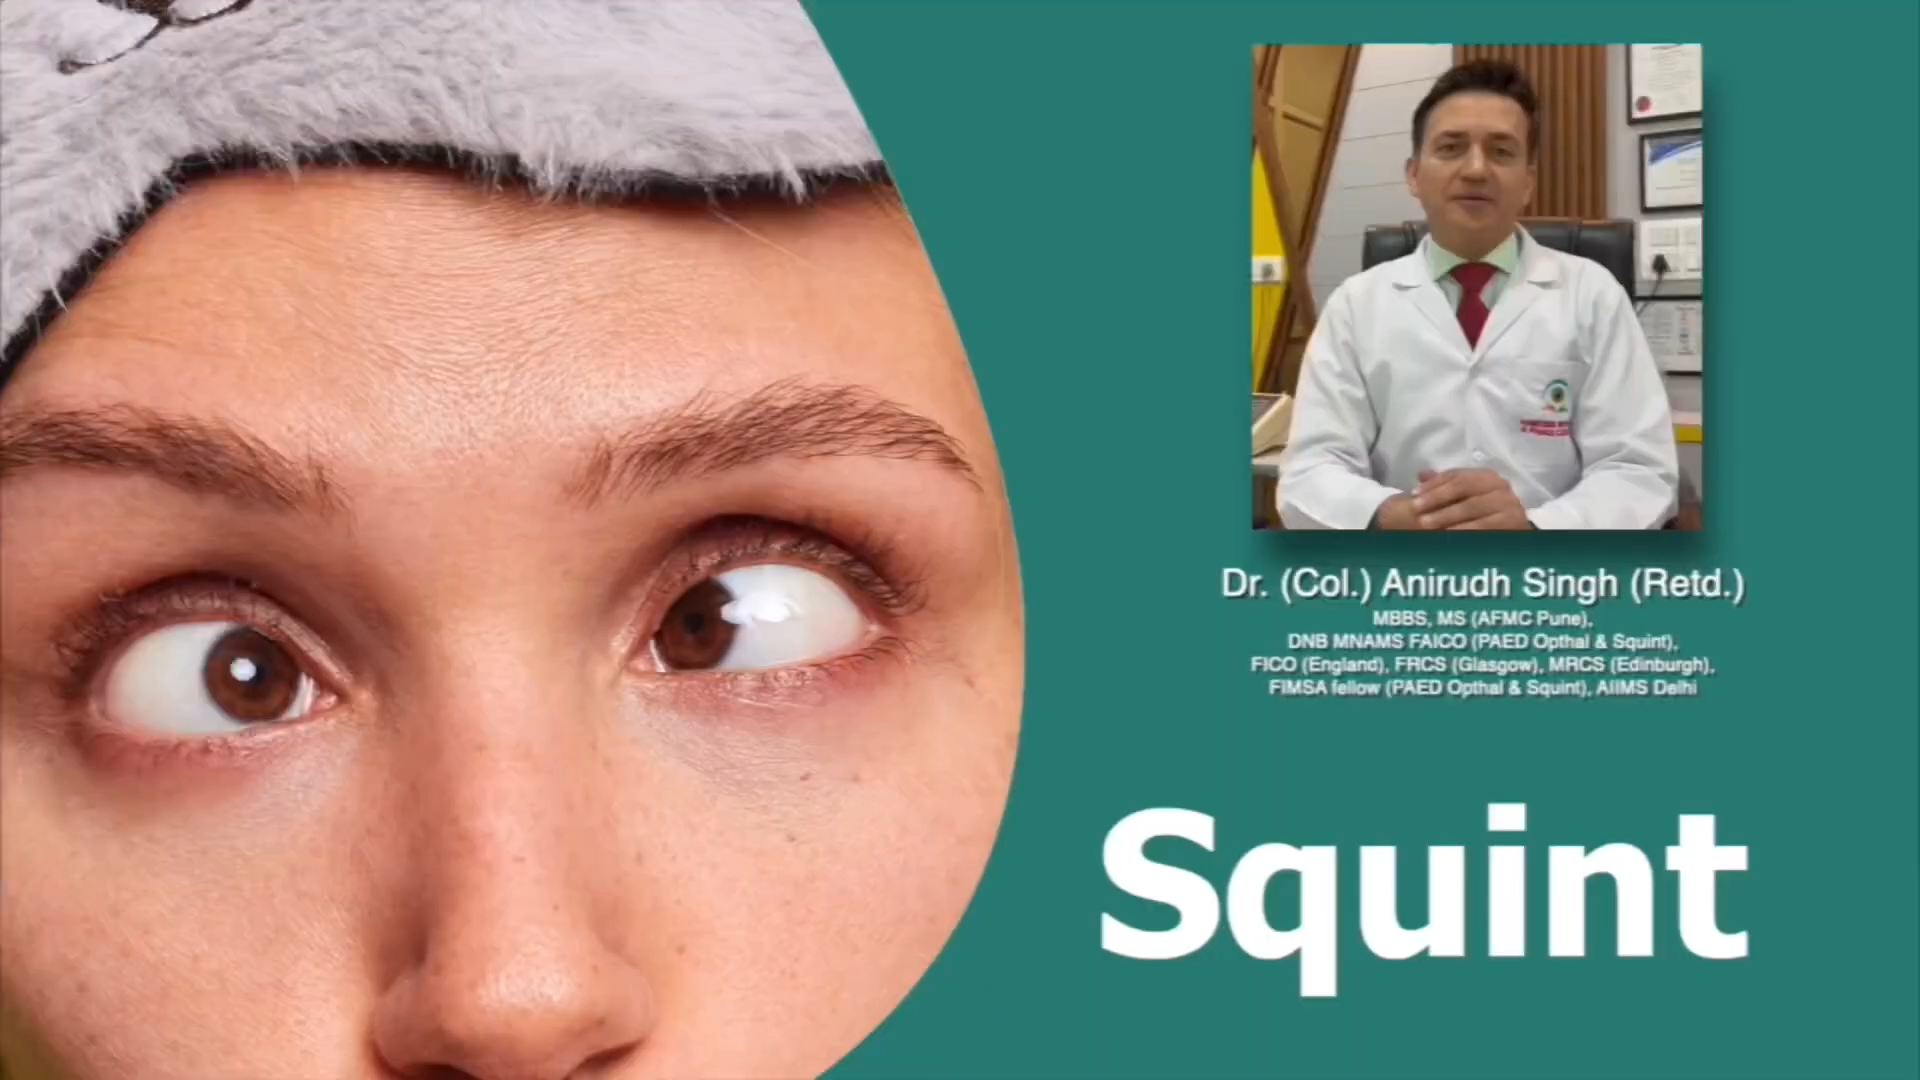 Dr. (Col.) Anirudh Singh (Retd.)
MBBS, MS (AFMC Pune),
DNB MNAMS FAICO (PAED Opthal & Squint),
FICO (England), FRCS (Glasgow), MRCS (Edinburgh),
FIMSA fellow (PAED Opthal & Squint), AIIMS Delhi
Squint